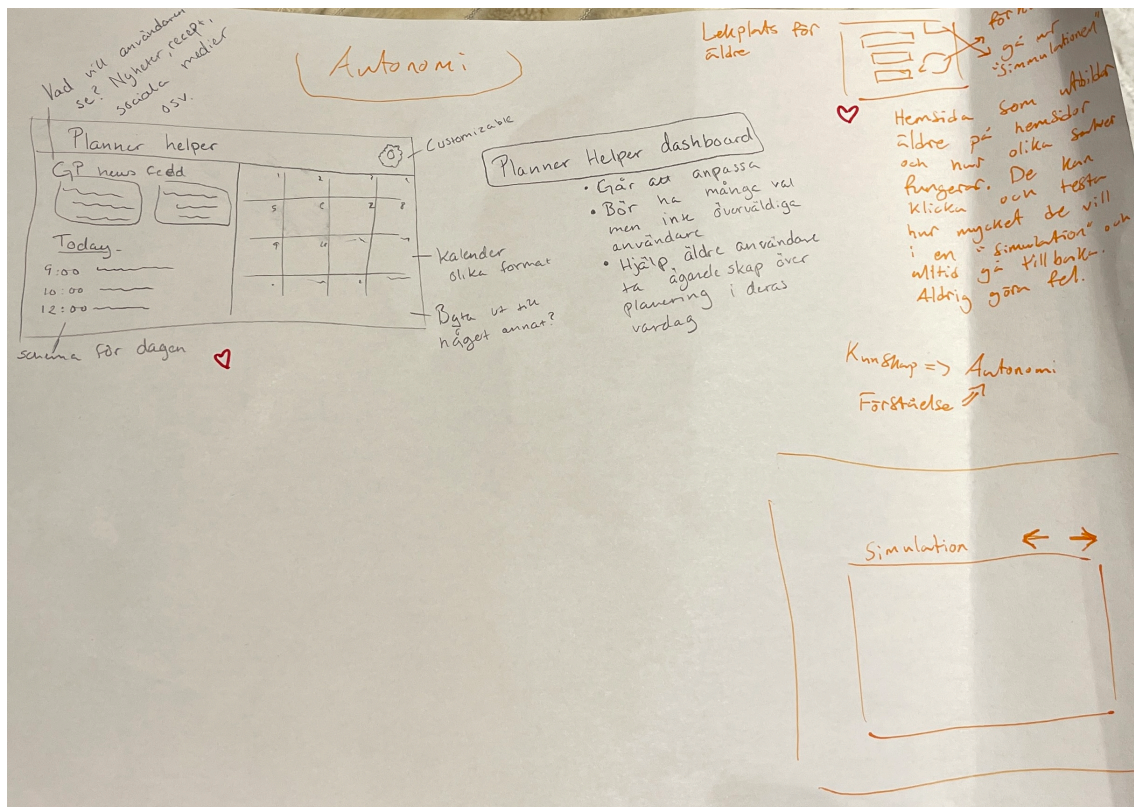 Autonomi
Vad vill användaren
se? Nyheter, recept,
sociala medier
osv.
Planner helper
GP news feed
Today
9:00
10:00
12:00
schema för dagen
Customizable
kalender
olika format
Byta ut till
något annat?
Planner Helper dashboard
• Går att anpassa
• Bör ha många val
men inte överväldiga
användare
• Hjälp äldre användare
ta ägandeskap över
planering i deras
vardag
Lekplats för
äldre
gå ur
"simmulationen"
Hemsida som utbildar
äldre på hemsidor
och hur olika saker
fungerar. De kan
klicka och testa
hur mycket de vill
i en "simulation" och
alltid gå tillbaka.
Aldrig göra fel.
Kunskap => Autonomi
Förståelse
Simulation